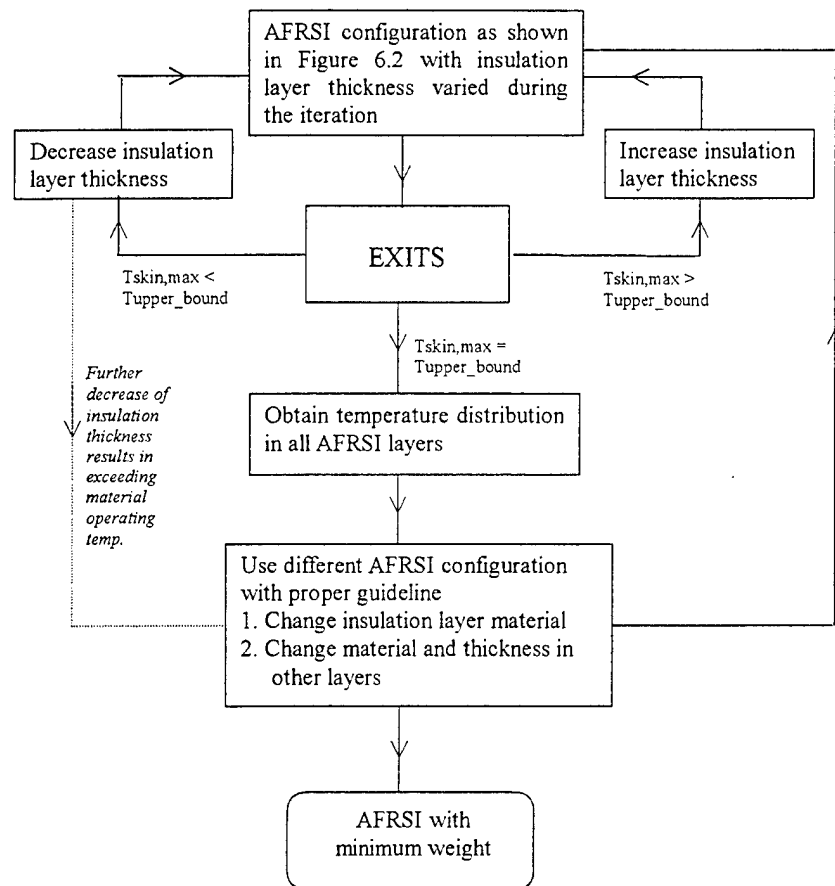 AFRSI configuration as shown
in Figure 6.2 with insulation
layer thickness varied during
the iteration
Decrease insulation
layer thickness
Increase insulation
layer thickness
EXITS
Tskin,max <
Tupper_bound
Tskin,max >
Tupper_bound
Tskin,max =
Tupper_bound
Further
decrease of
insulation
thickness
results in
exceeding
material
operating
temp.
Obtain temperature distribution
in all AFRSI layers
Use different AFRSI configuration
with proper guideline
1. Change insulation layer material
2. Change material and thickness in
other layers
AFRSI with
minimum weight